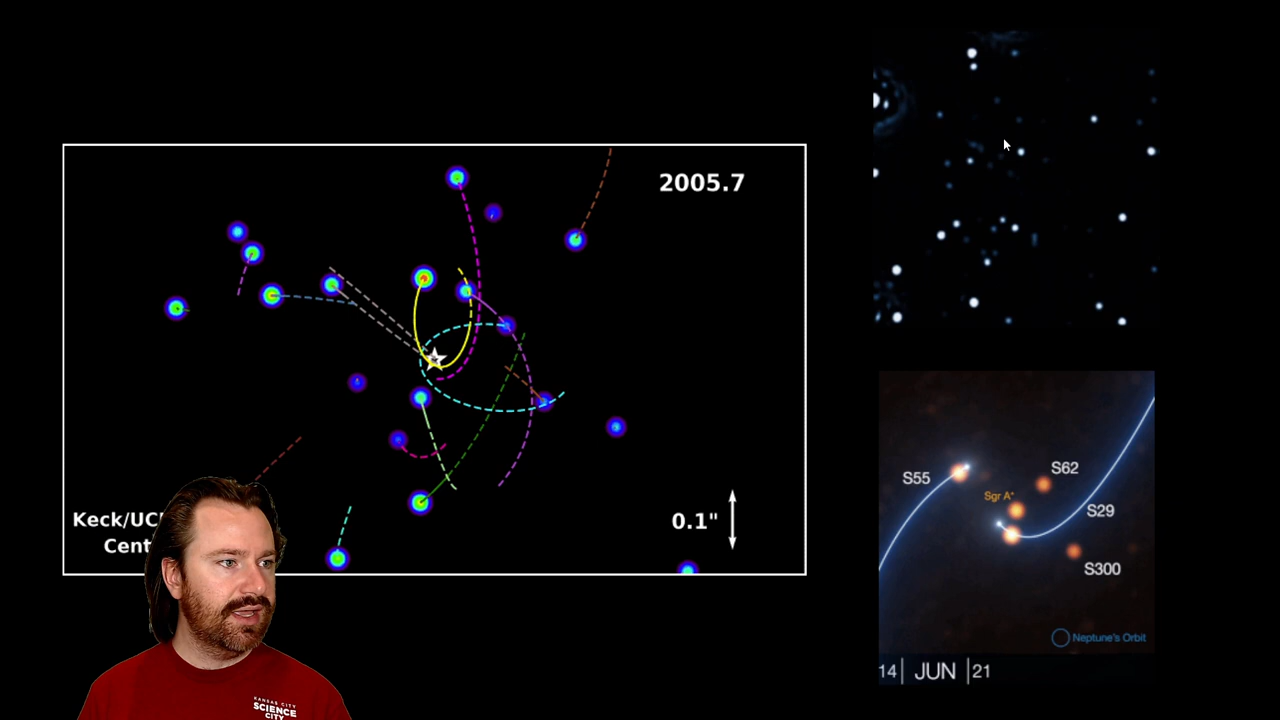 2005.7
Keck/UC
Cent
0.1"
S55
S62
Sgr A*
S29
S300
Neptune's Orbit
14 JUN 21
KANSAS CITY
SCIENCE
CITY